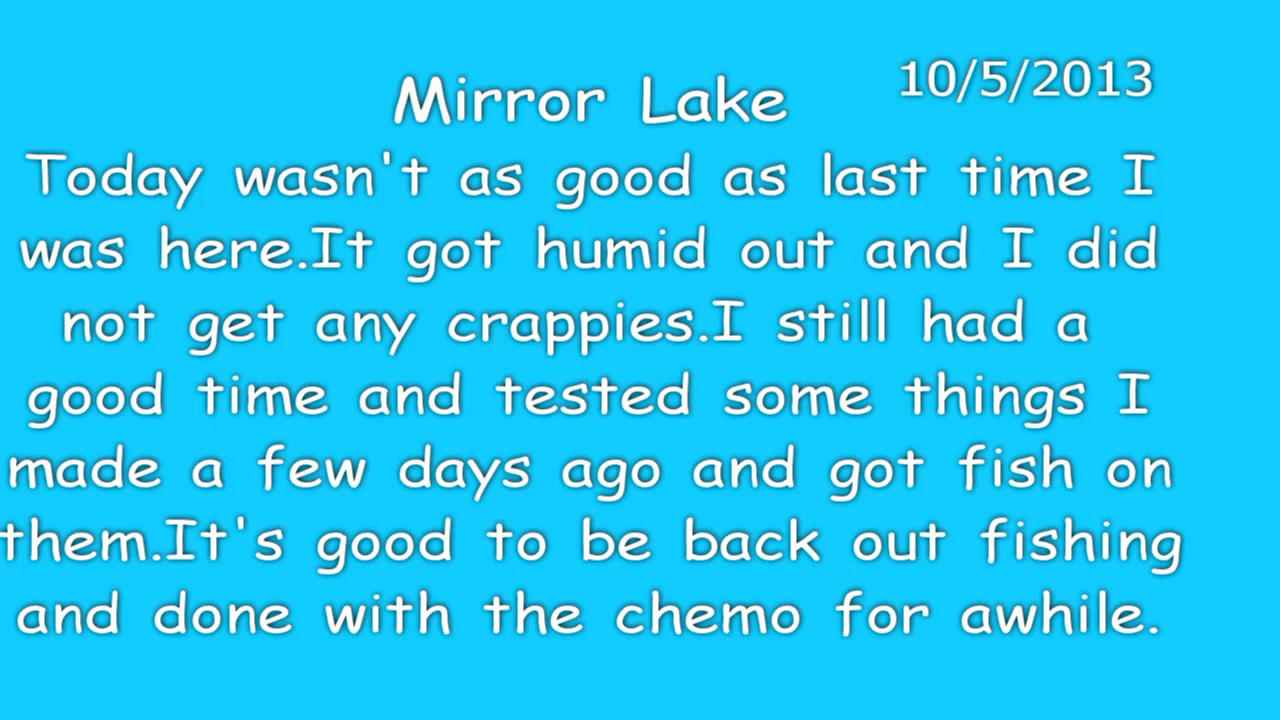 Mirror Lake 10/5/2013
Today wasn't as good as last time I
was here.It got humid out and I did
not get any crappies.I still had a
good time and tested some things I
made a few days ago and got fish on
them.It's good to be back out fishing
and done with the chemo for awhile.